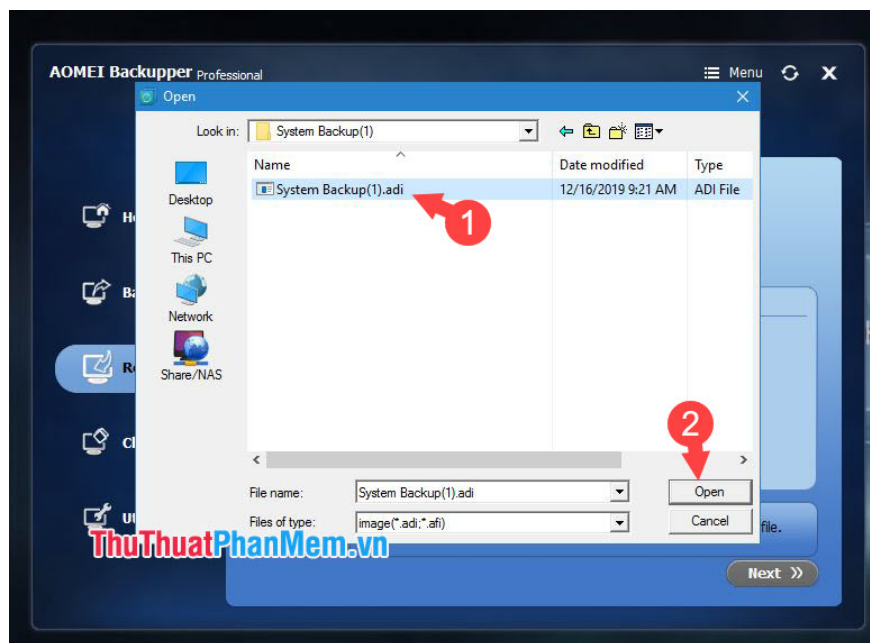 AOMEI Backupper Professional
Menu
Open
Look in: System Backup(1)
Name Date modified Type
System Backup(1).adi 12/16/2019 9:21 AM ADI File
1
Desktop
This PC
Network
Share/NAS
2
File name: System Backup(1).adi Open
Files of type: image(*.adi;*.afi) Cancel
file.
ThuThuatPhanMem.vn
Next